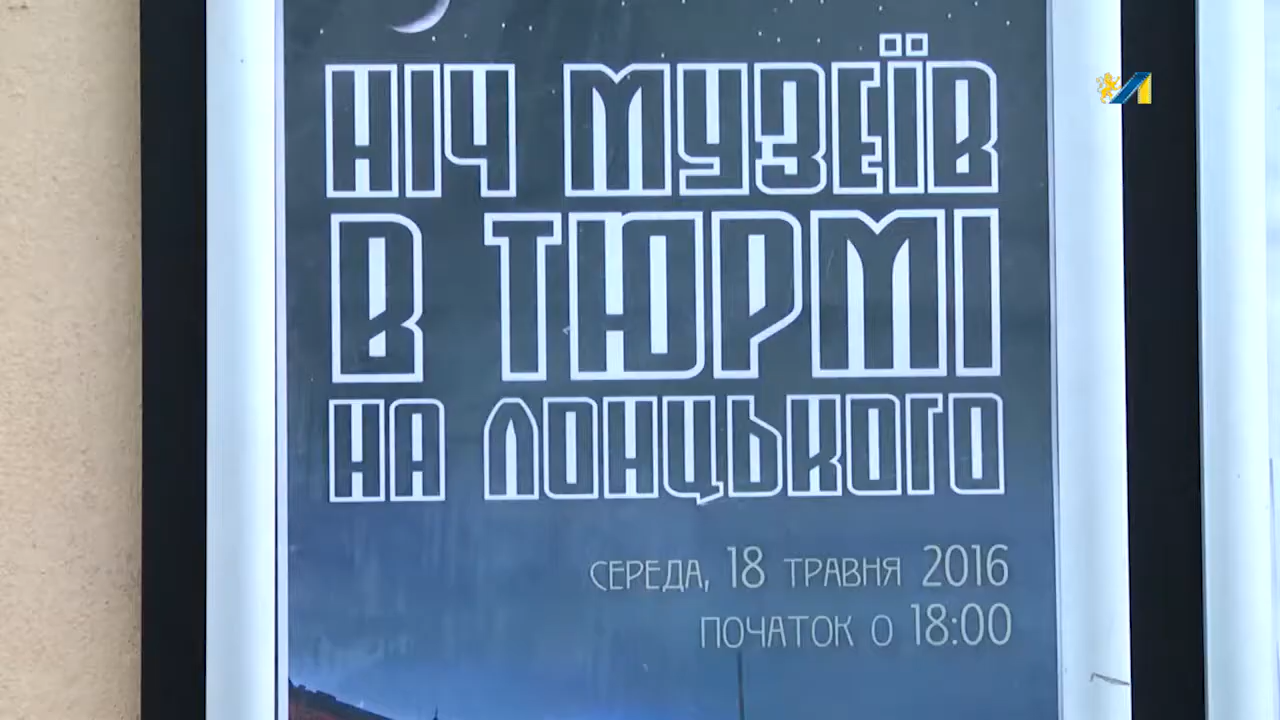 НІЧ МУЗЕЇВ
В ТЮРМІ
НА ЛОНЦЬКОГО
СЕРЕДА, 18 ТРАВНЯ 2016
ПОЧАТОК О 18:00